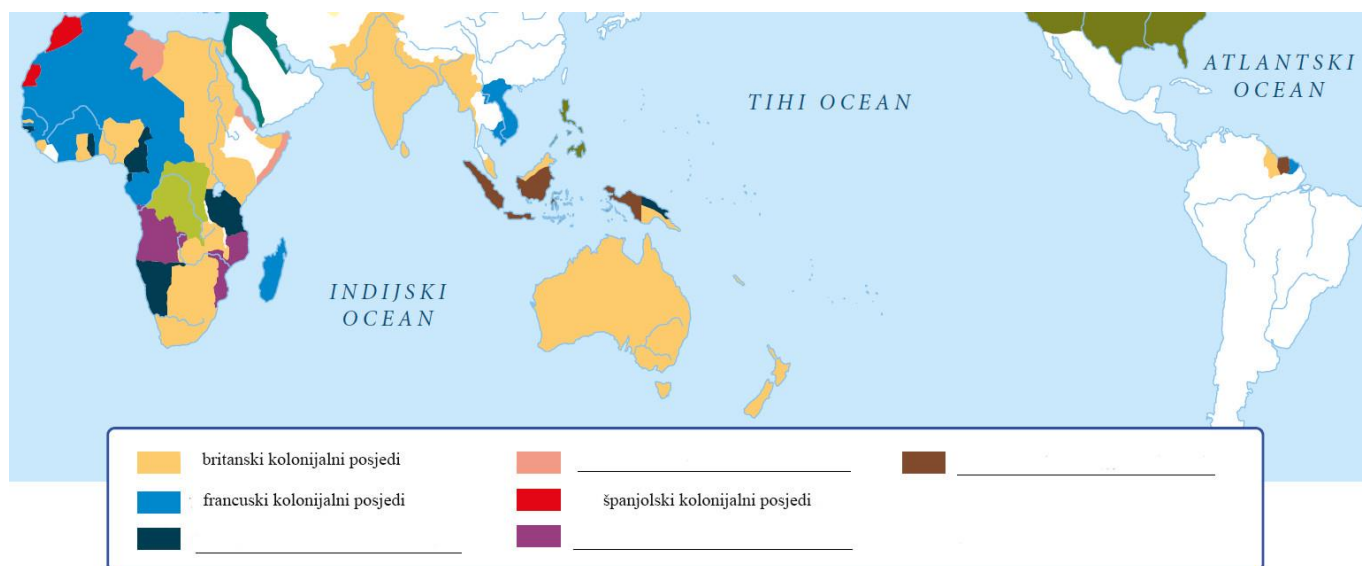 TIHI OCEAN
ATLANTSKI
OCEAN
INDIJSKI
OCEAN
britanski kolonijalni posjedi
francuski kolonijalni posjedi
španjolski kolonijalni posjedi